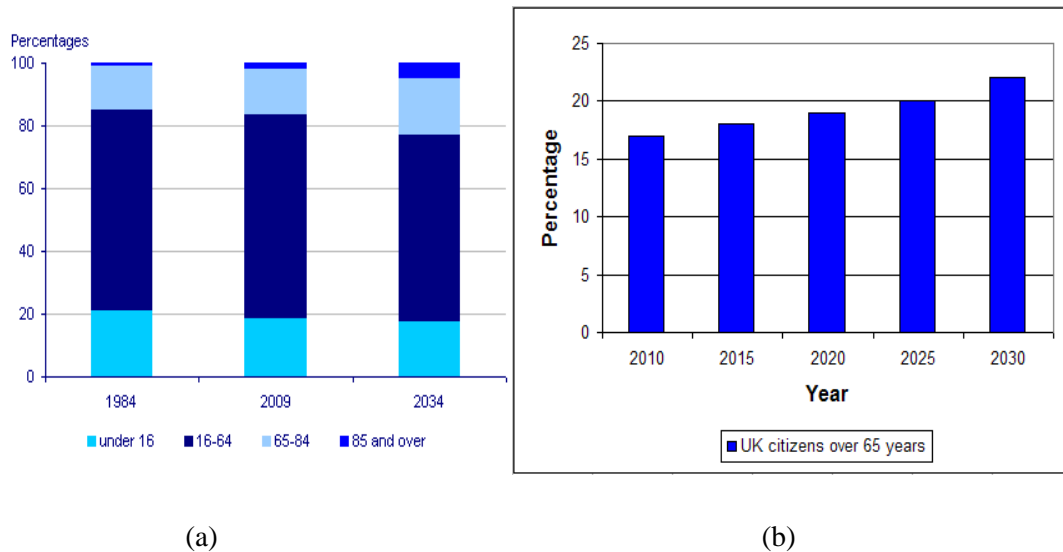 Percentages
100
80
60
40
20
0
1984 2009 2034
under 16 16-64 65-84 85 and over
(a)
25
20
15
10
5
0
Percentage
2010 2015 2020 2025 2030
Year
UK citizens over 65 years
(b)